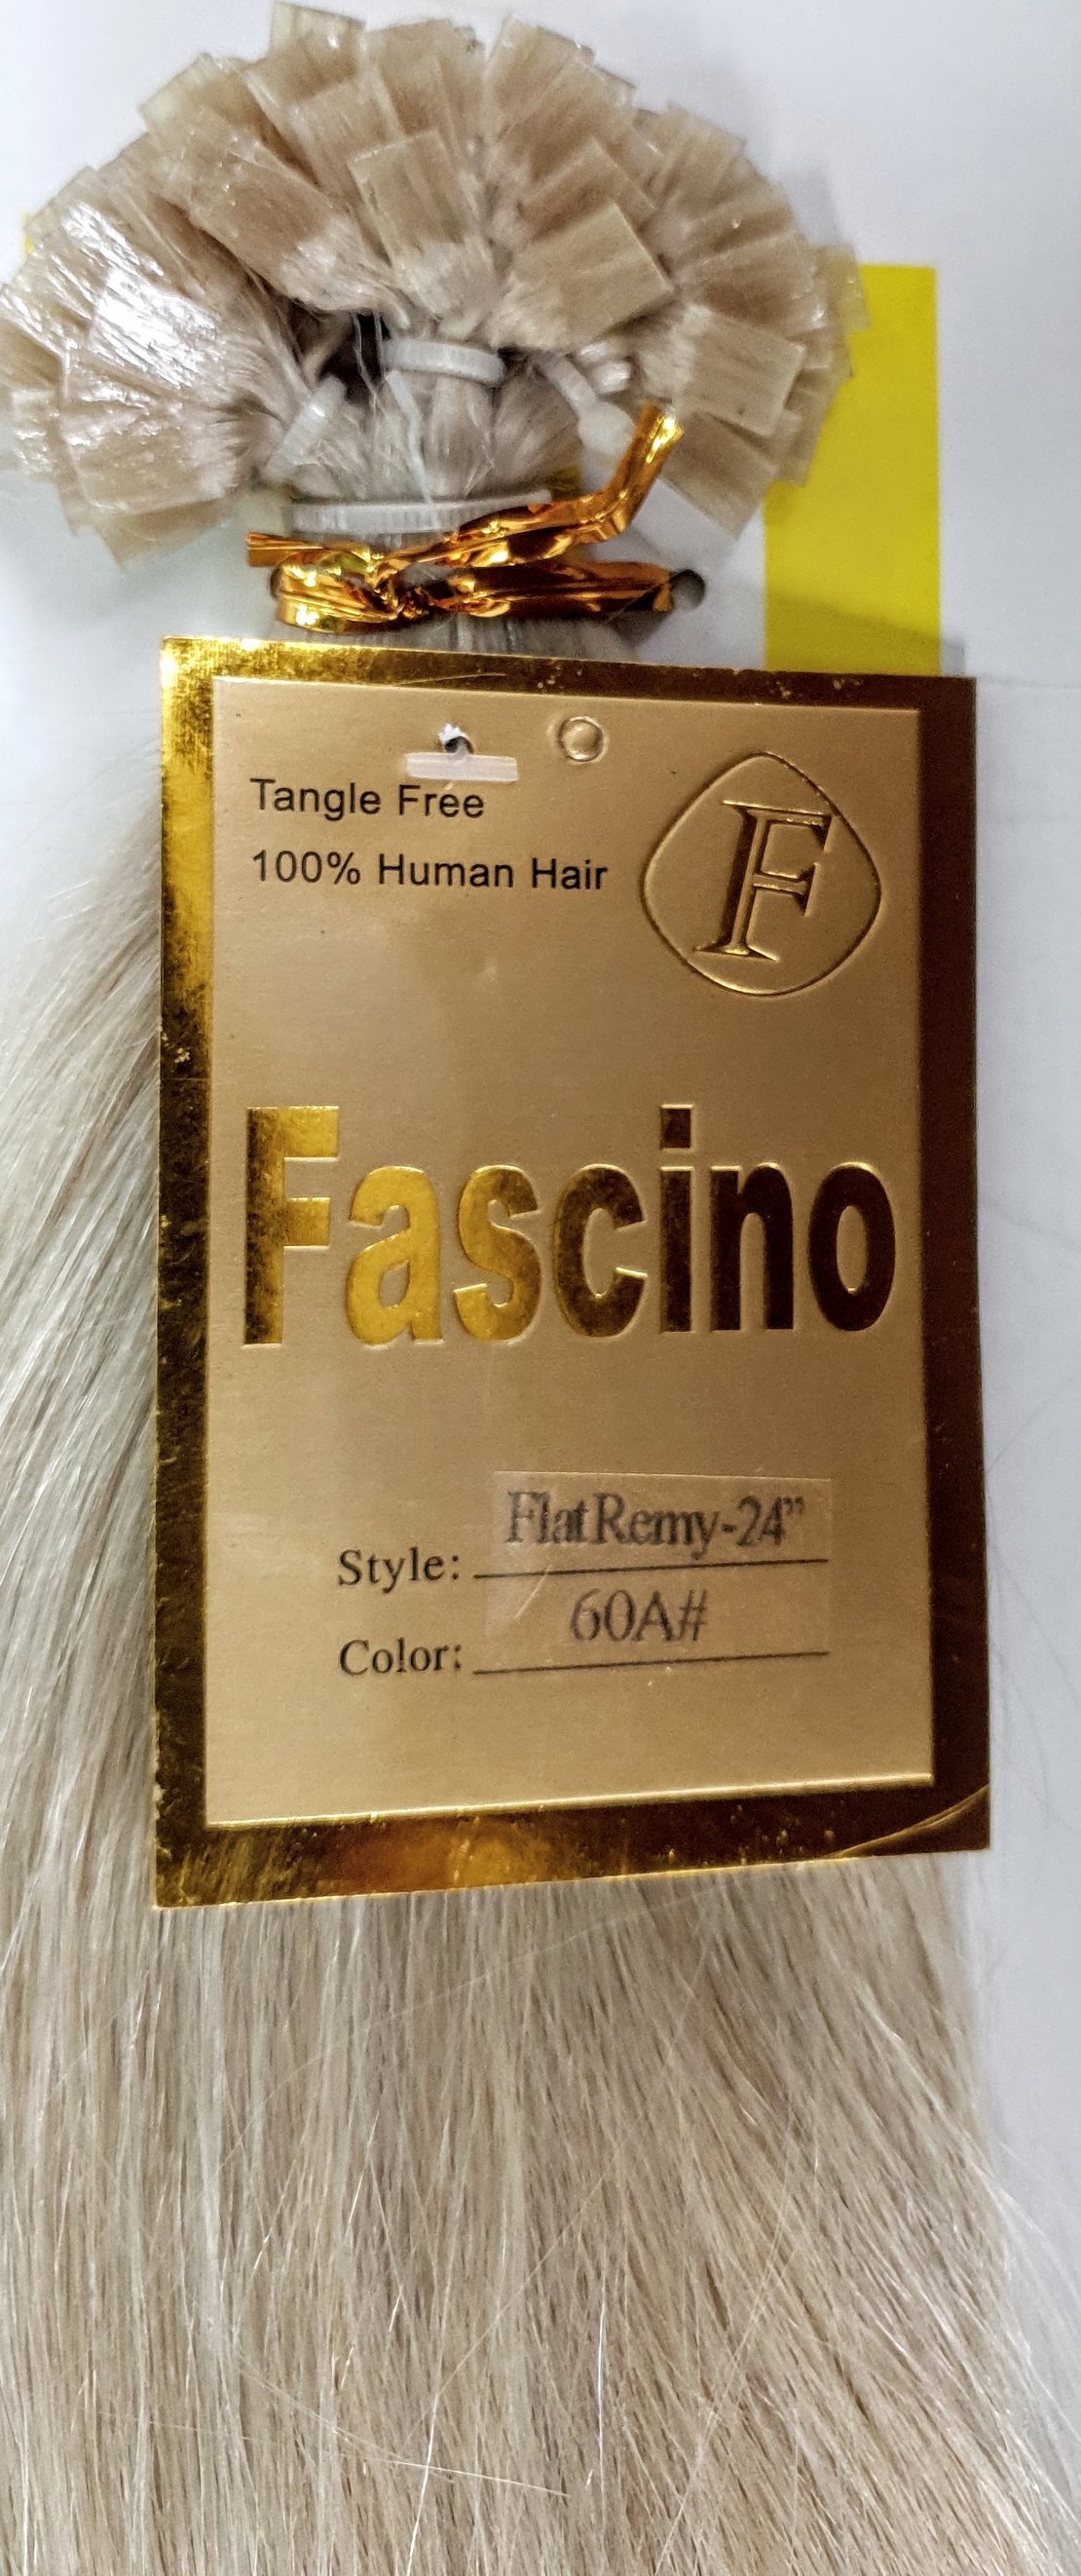 Tangle Free
100% Human Hair
F
Fascino
Style: FlatRemy-24”
Color: 60A#